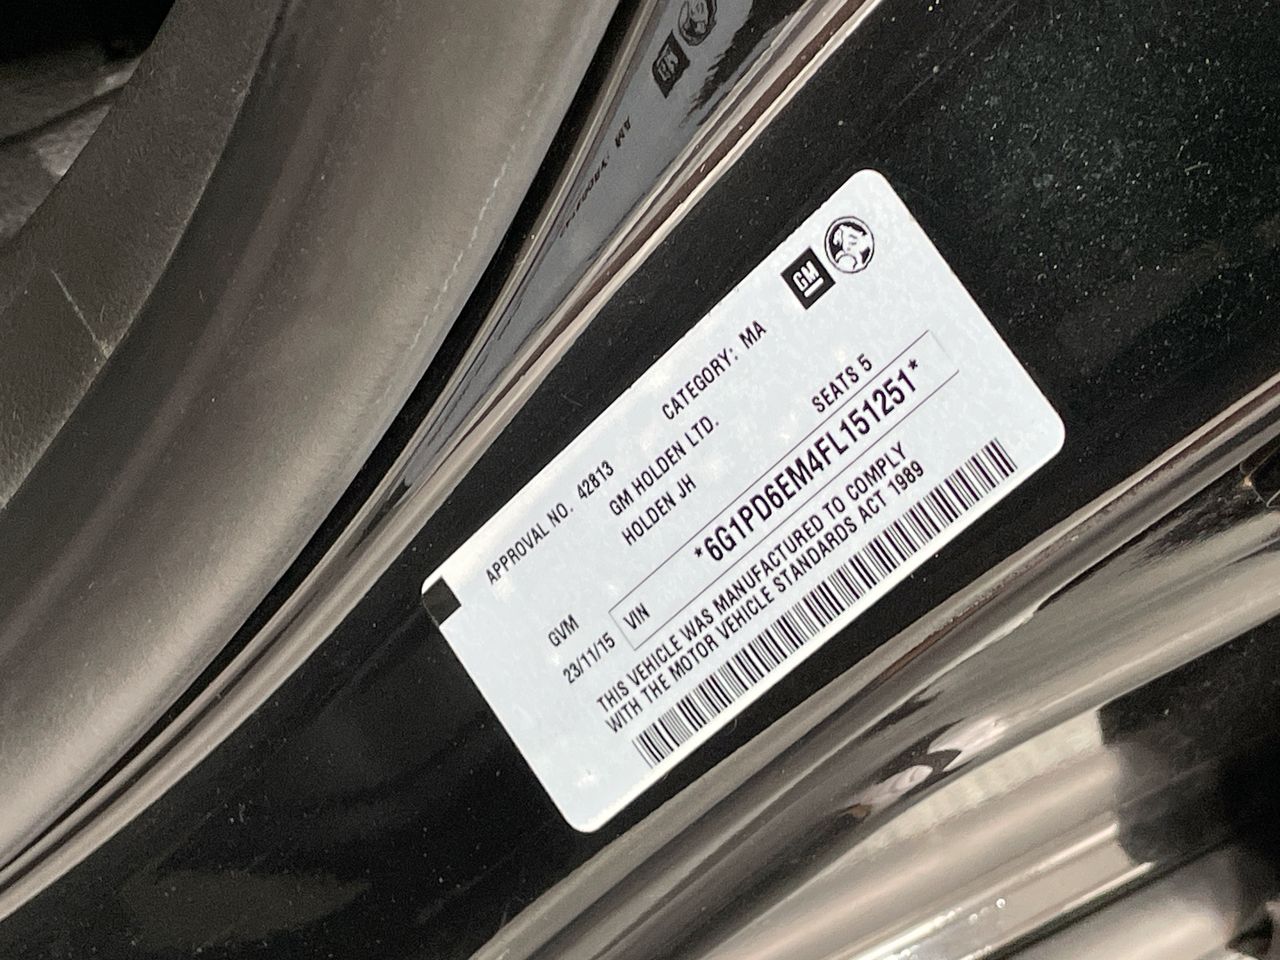 GM
APPROVAL NO. 42813 CATEGORY: MA
GM HOLDEN LTD.
HOLDEN JH
GVM SEATS 5
23/11/15 VIN *6G1PD6EM4FL151251*
THIS VEHICLE WAS MANUFACTURED TO COMPLY
WITH THE MOTOR VEHICLE STANDARDS ACT 1989